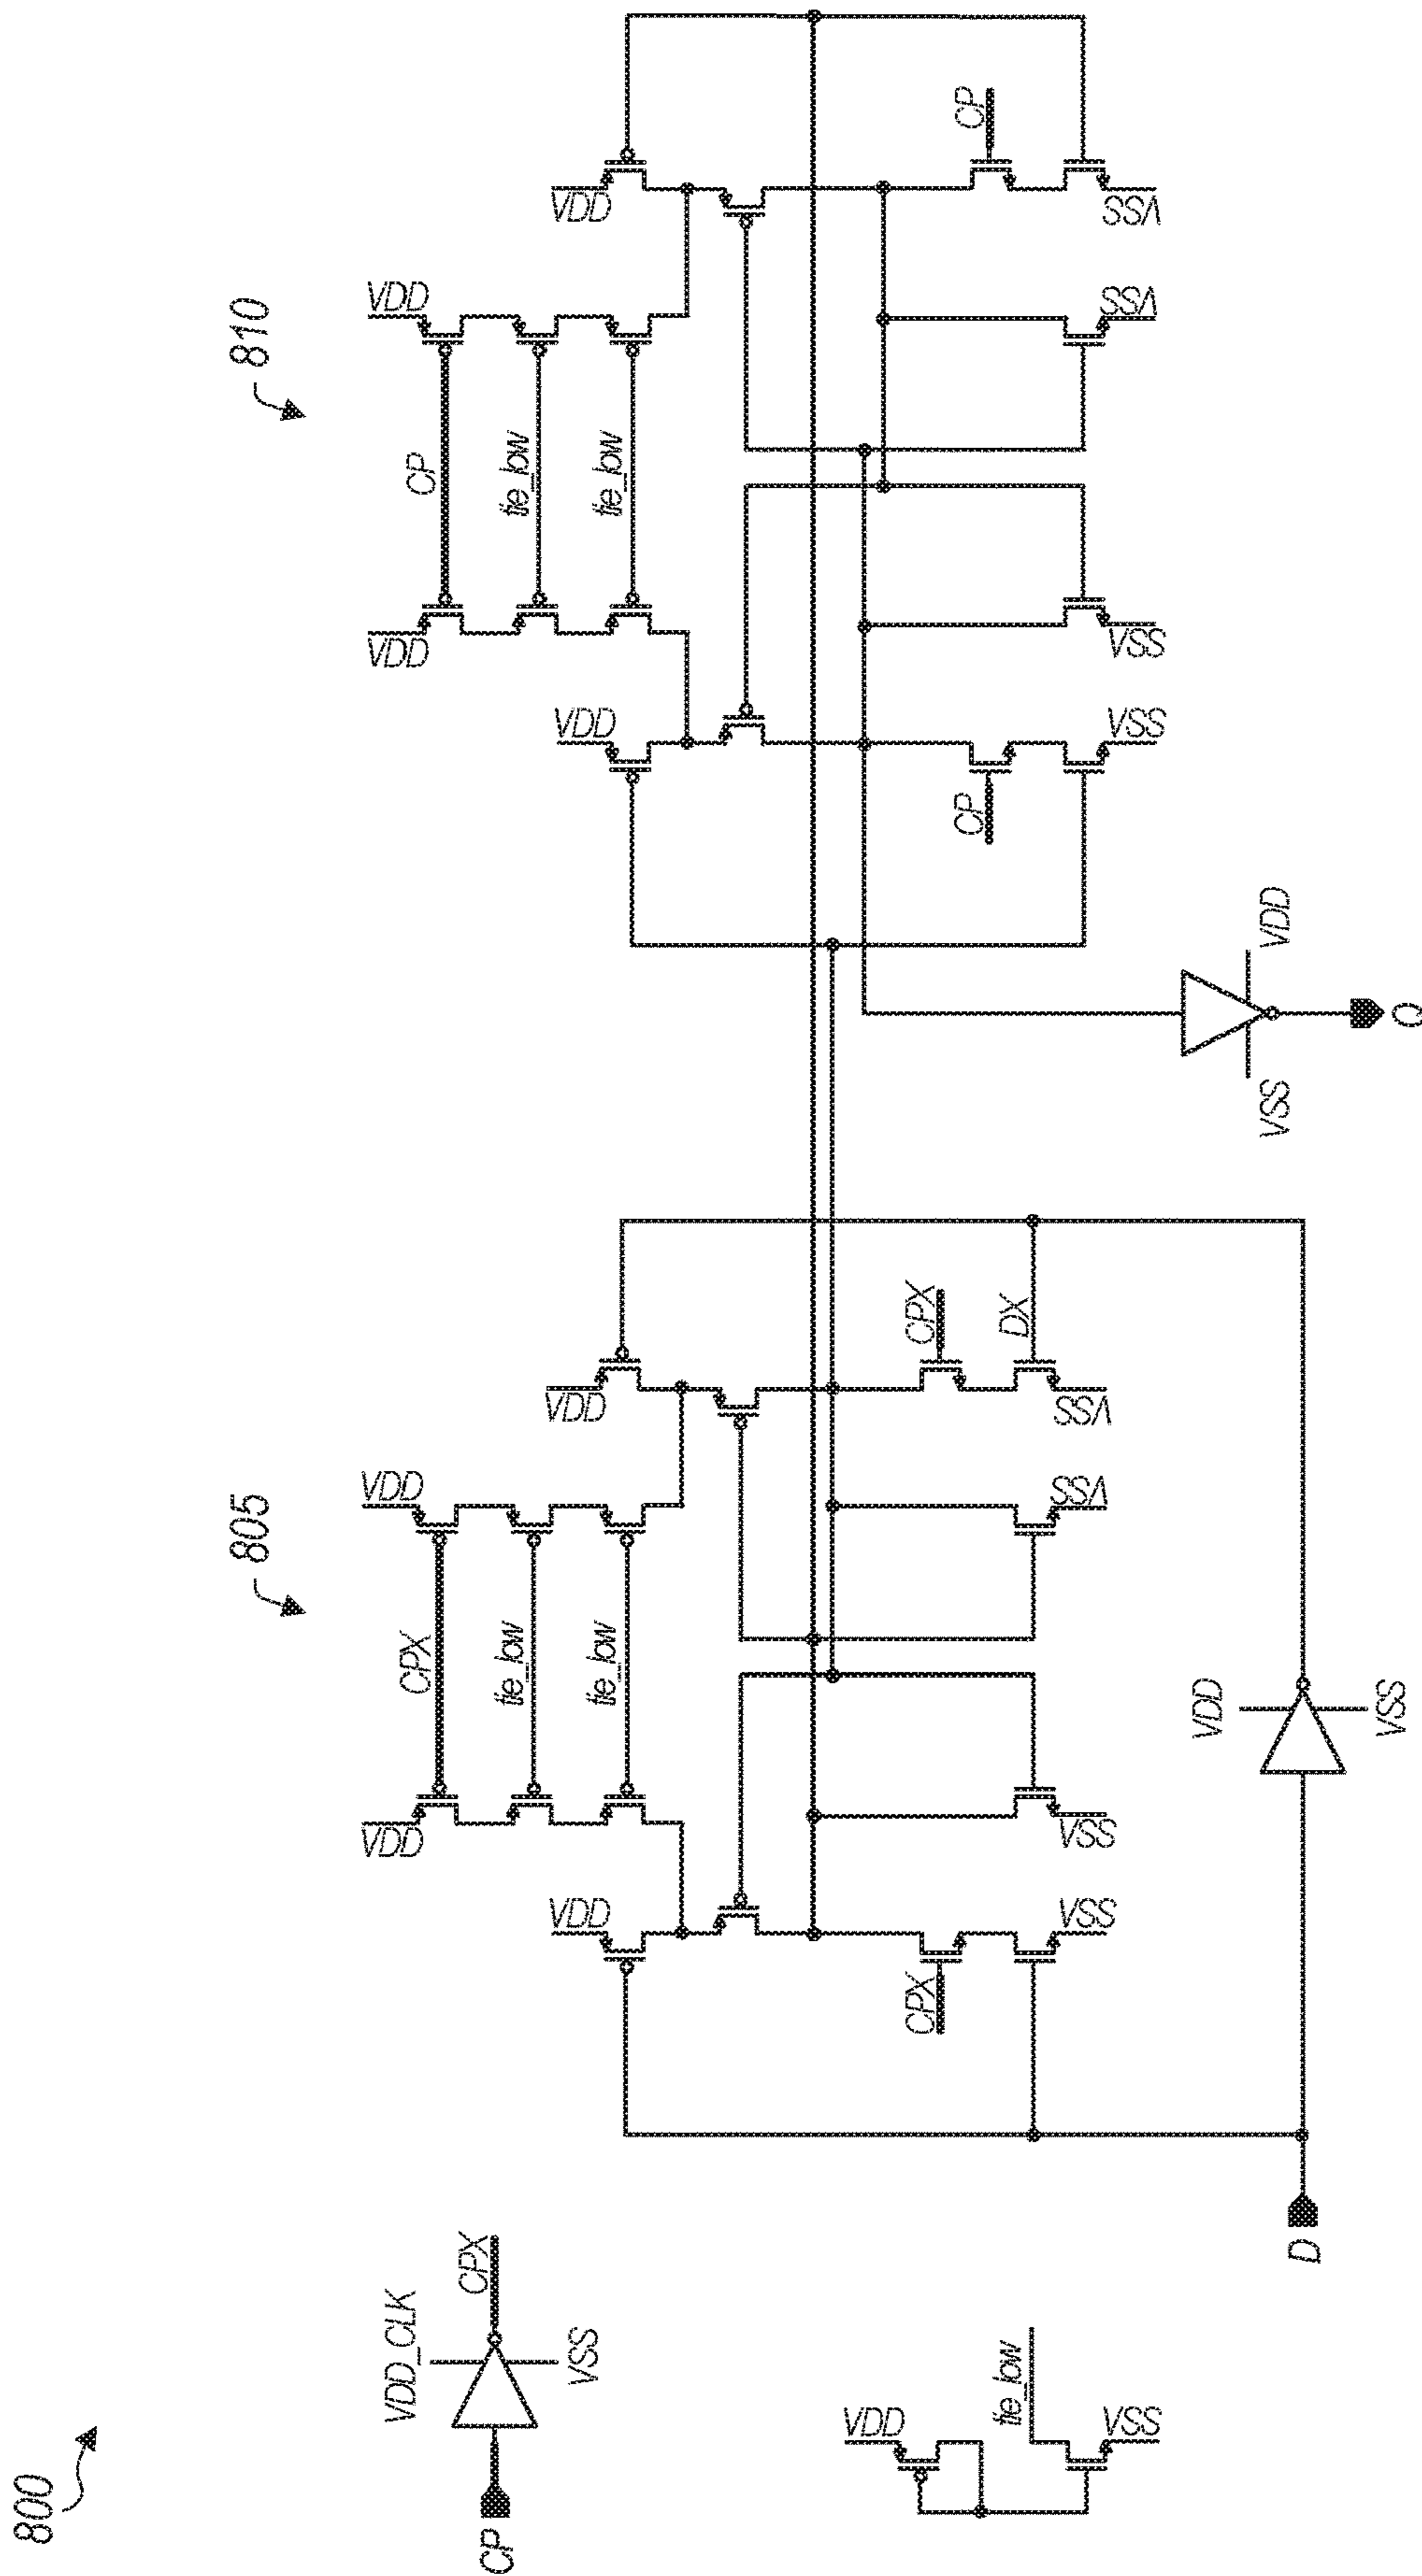 800
CP
VDD_CLK
CPX
VSS
VDD
tie_low
VSS
805
VDD
CPX
VDD
tie_low
tie_low
VDD
VDD
CPX
CPX
DX
VSS
VSS
VSS
VSS
D
VDD
VSS
810
VDD
CP
VDD
tie_low
tie_low
VDD
VDD
CP
CP
VSS
VSS
VSS
VSS
VSS
VDD
Q